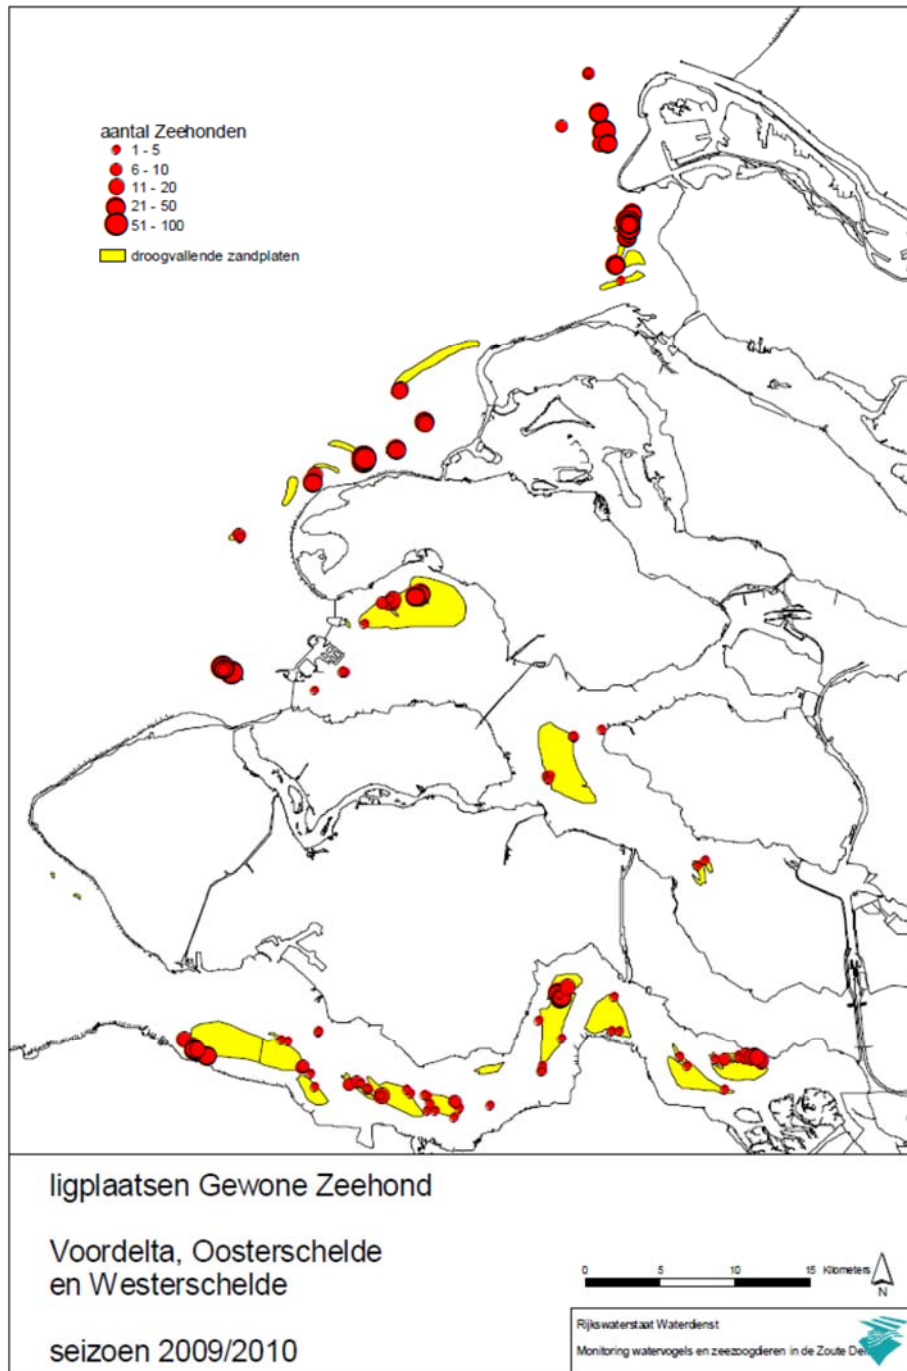 aantal Zeehonden
1 - 5
6 - 10
11 - 20
21 - 50
51 - 100
droogvallende zandplaten
ligplaatsen Gewone Zeehond
Voordelta, Oosterschelde
en Westerschelde
seizoen 2009/2010
0 5 10 15 Kilometers
N
Rijkswaterstaat Waterdienst
Monitoring watervogels en zeezoogdieren in de Zoute